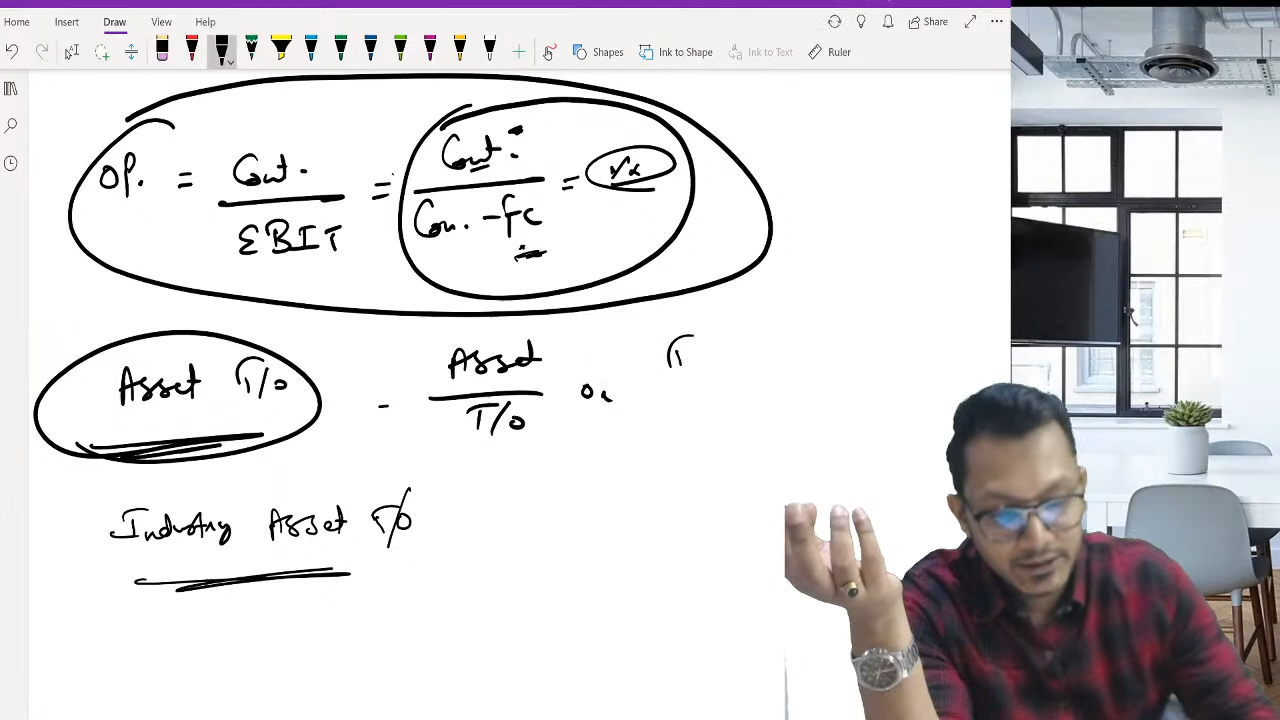 Home Insert Draw View Help Share
Shapes Ink to Shape Ink to Text Ruler
OP. = Cont. / EBIT = Cont. / Con. - FC =
Asset T/O - Asset / T/O or T
Industry Asset T/O